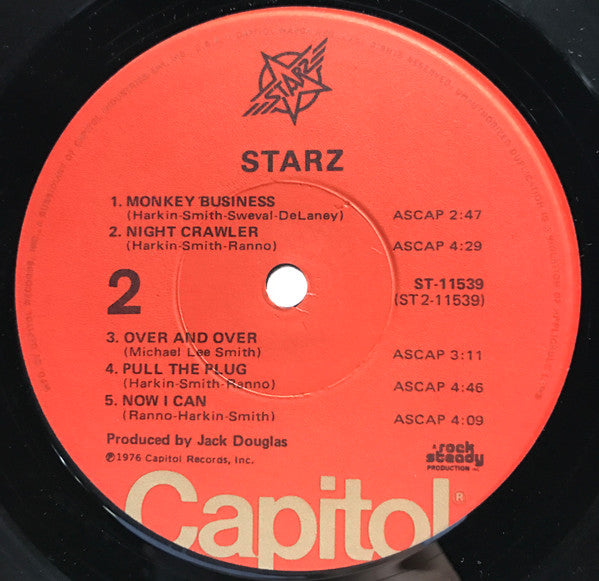 STARZ
STARZ
1. MONKEY BUSINESS
(Harkin-Smith-Sweval-DeLaney) ASCAP 2:47
2. NIGHT CRAWLER
(Harkin-Smith-Ranno) ASCAP 4:29
2 ST-11539
(ST2-11539)
3. OVER AND OVER
(Michael Lee Smith) ASCAP 3:11
4. PULL THE PLUG
(Harkin-Smith-Ranno) ASCAP 4:46
5. NOW I CAN
(Ranno-Harkin-Smith) ASCAP 4:09
Produced by Jack Douglas
℗1976 Capitol Records, Inc.
A
rock
steady
PRODUCTION INC
Capitol®